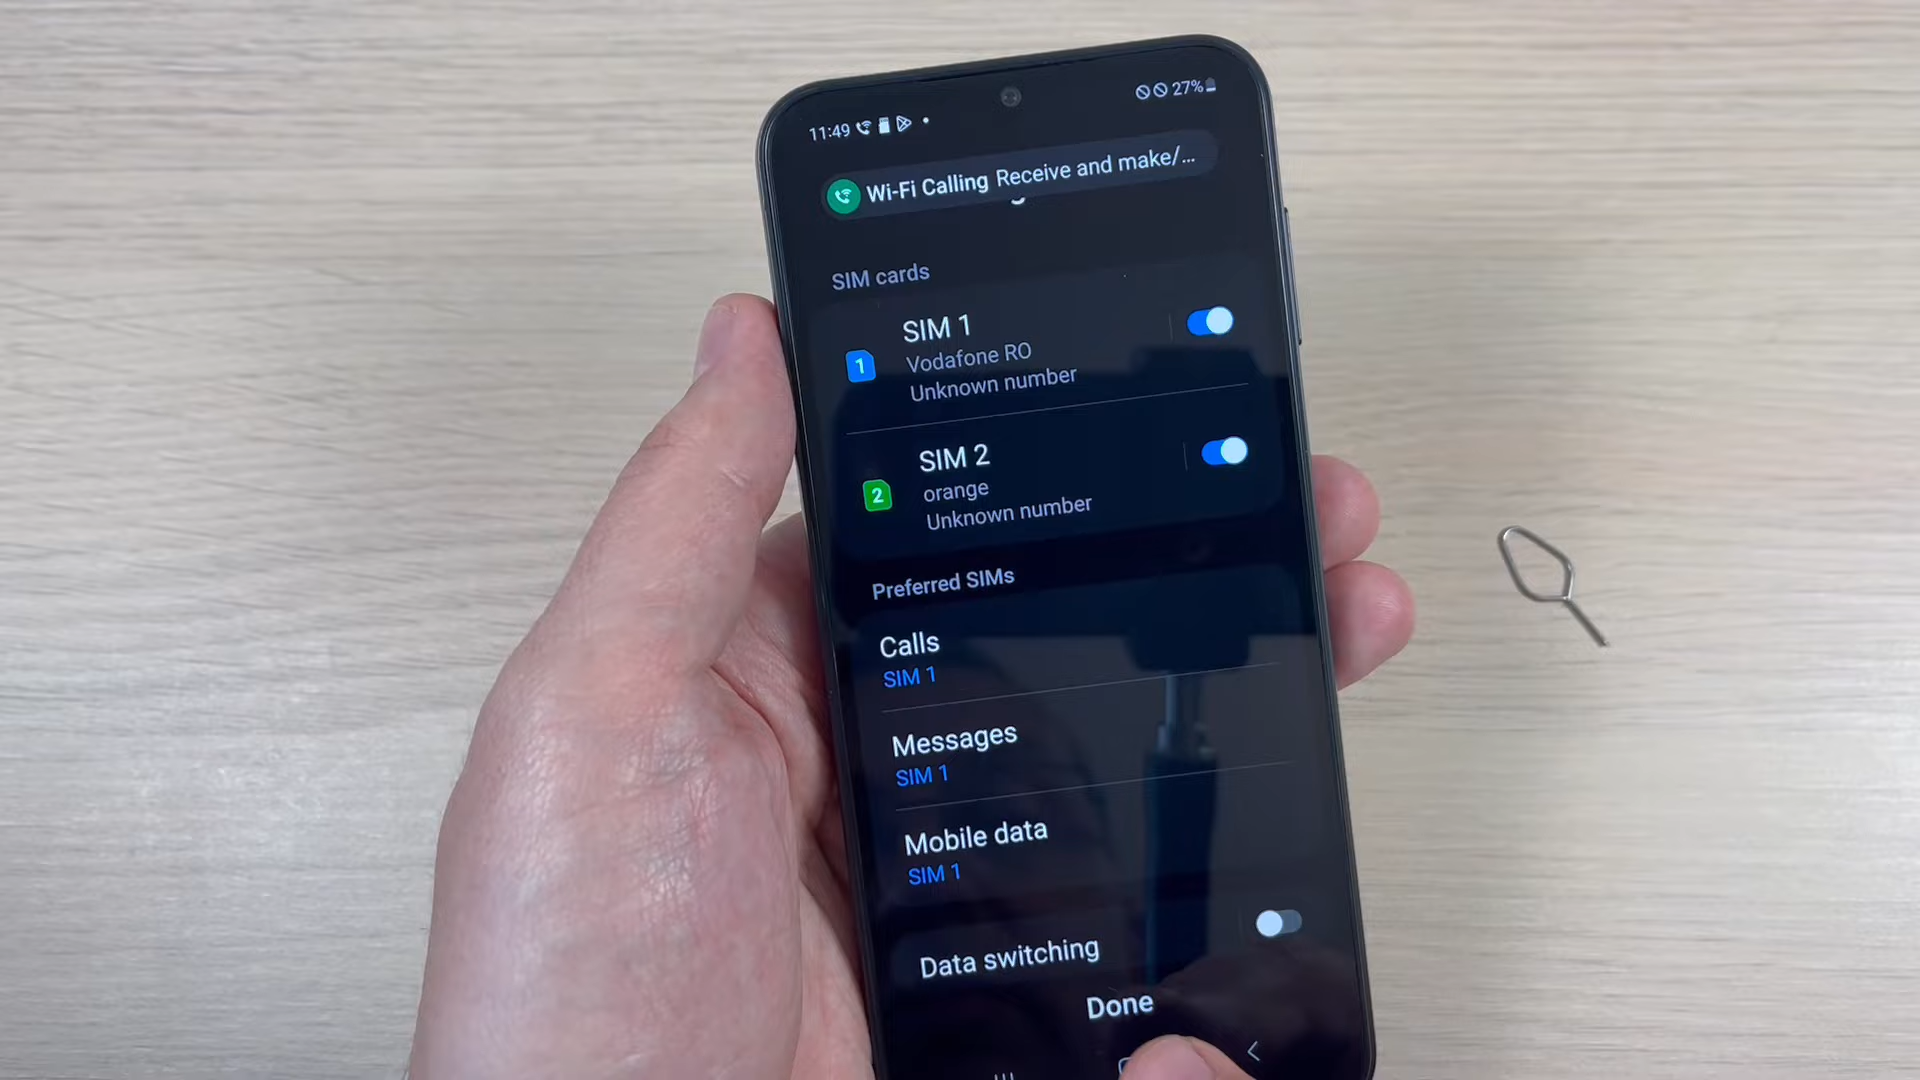 11:49
27%
Wi-Fi Calling Receive and make/...
SIM cards
SIM 1
1
Vodafone RO
Unknown number
SIM 2
2
orange
Unknown number
Preferred SIMs
Calls
SIM 1
Messages
SIM 1
Mobile data
SIM 1
Data switching
Done